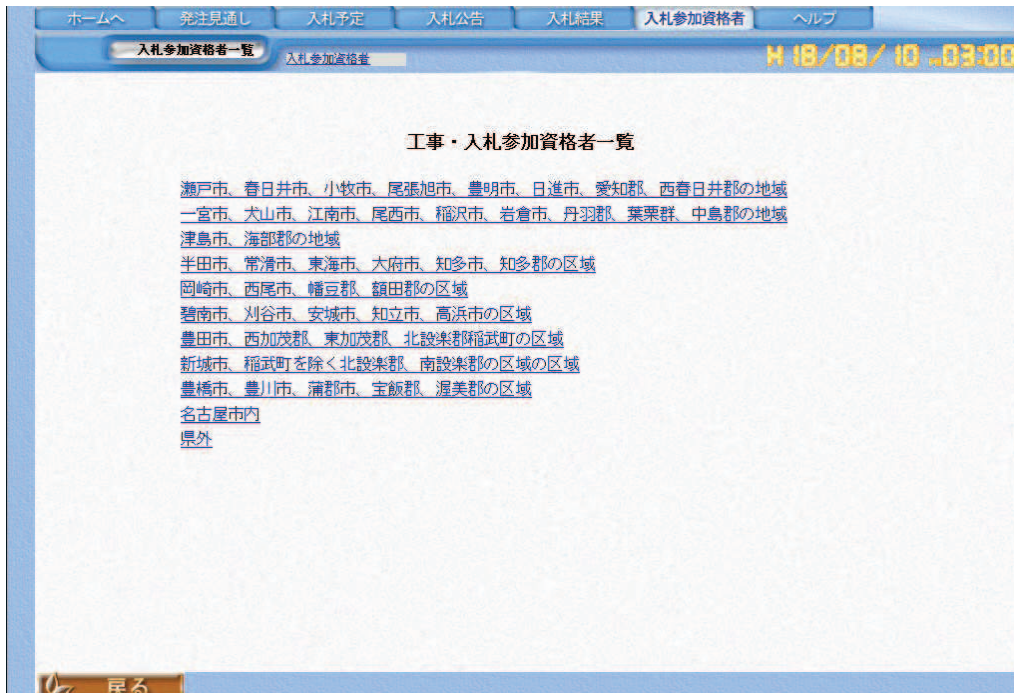 ホームへ 発注見通し 入札予定 入札公告 入札結果 入札参加資格者 ヘルプ
入札参加資格者一覧 入札参加資格者 H 18/08/10 03:00
工事・入札参加資格者一覧
瀬戸市、春日井市、小牧市、尾張旭市、豊明市、日進市、愛知郡、西春日井郡の地域
一宮市、犬山市、江南市、尾西市、稲沢市、岩倉市、丹羽郡、葉栗群、中島郡の地域
津島市、海部郡の地域
半田市、常滑市、東海市、大府市、知多市、知多郡の区域
岡崎市、西尾市、幡豆郡、額田郡の区域
碧南市、刈谷市、安城市、知立市、高浜市の区域
豊田市、西加茂郡、東加茂郡、北設楽郡稲武町の区域
新城市、稲武町を除く北設楽郡、南設楽郡の区域の区域
豊橋市、豊川市、蒲郡市、宝飯郡、渥美郡の区域
名古屋市内
県外
戻る